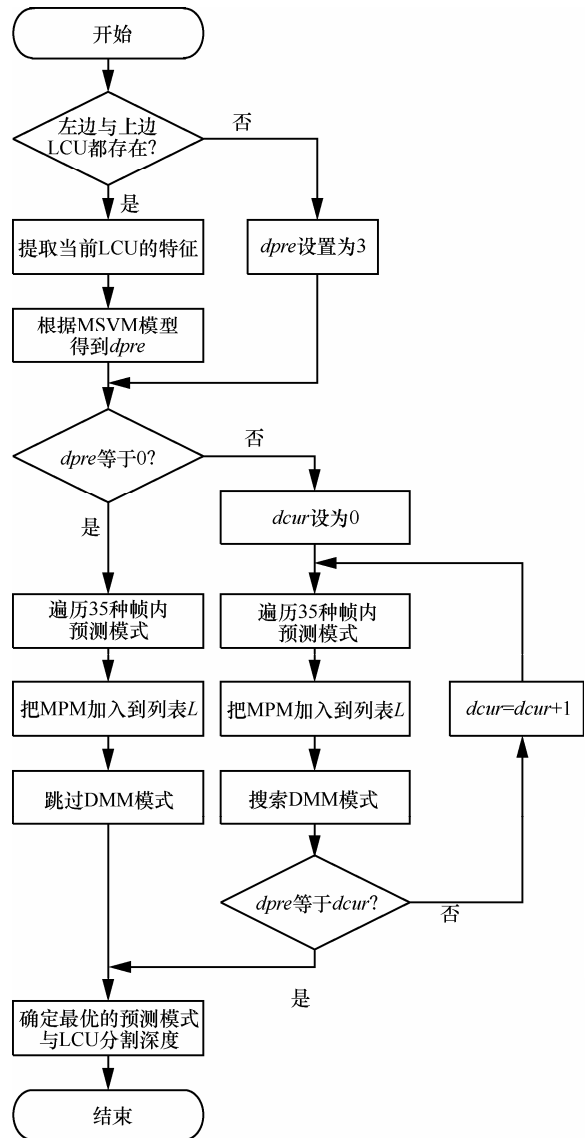 开始
左边与上边
LCU都存在?
否
是
提取当前LCU的特征
dpre设置为3
根据MSVM模型
得到dpre
dpre等于0?
否
是
dcur设为0
遍历35种帧内
预测模式
遍历35种帧内
预测模式
把MPM加入到列表L
把MPM加入到列表L
dcur=dcur+1
跳过DMM模式
搜索DMM模式
dpre等于dcur?
否
是
确定最优的预测模式
与LCU分割深度
结束